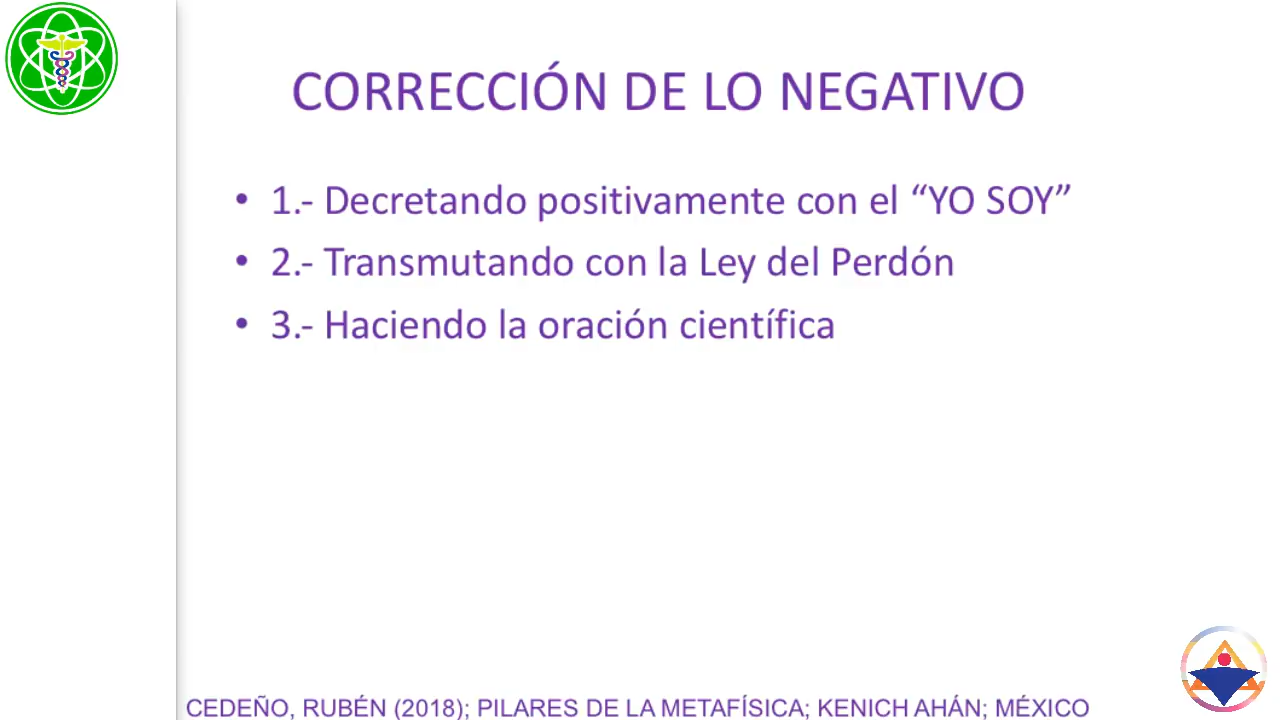 CORRECCIÓN DE LO NEGATIVO
• 1.- Decretando positivamente con el “YO SOY”
• 2.- Transmutando con la Ley del Perdón
• 3.- Haciendo la oración científica
CEDEÑO, RUBÉN (2018); PILARES DE LA METAFÍSICA; KENICH AHÁN; MÉXICO